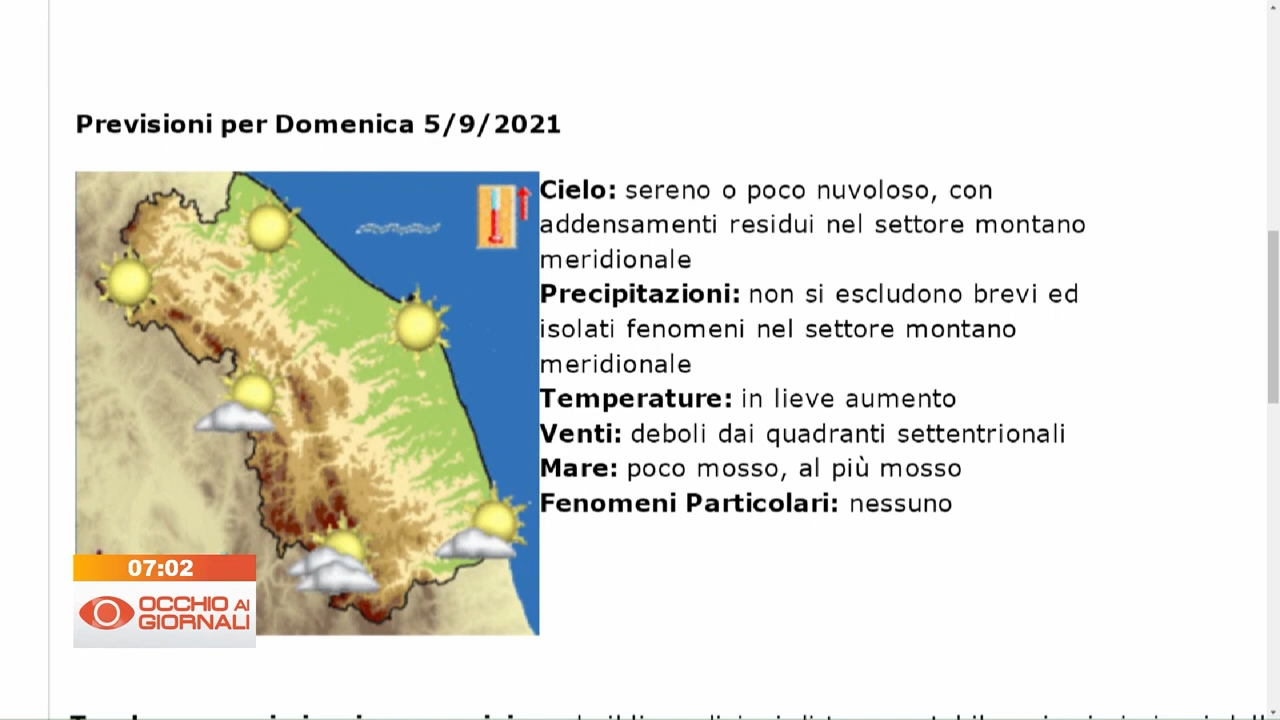 Previsioni per Domenica 5/9/2021
Cielo: sereno o poco nuvoloso, con
addensamenti residui nel settore montano
meridionale
Precipitazioni: non si escludono brevi ed
isolati fenomeni nel settore montano
meridionale
Temperature: in lieve aumento
Venti: deboli dai quadranti settentrionali
Mare: poco mosso, al più mosso
Fenomeni Particolari: nessuno
07:02
OCCHIO AI
GIORNALI